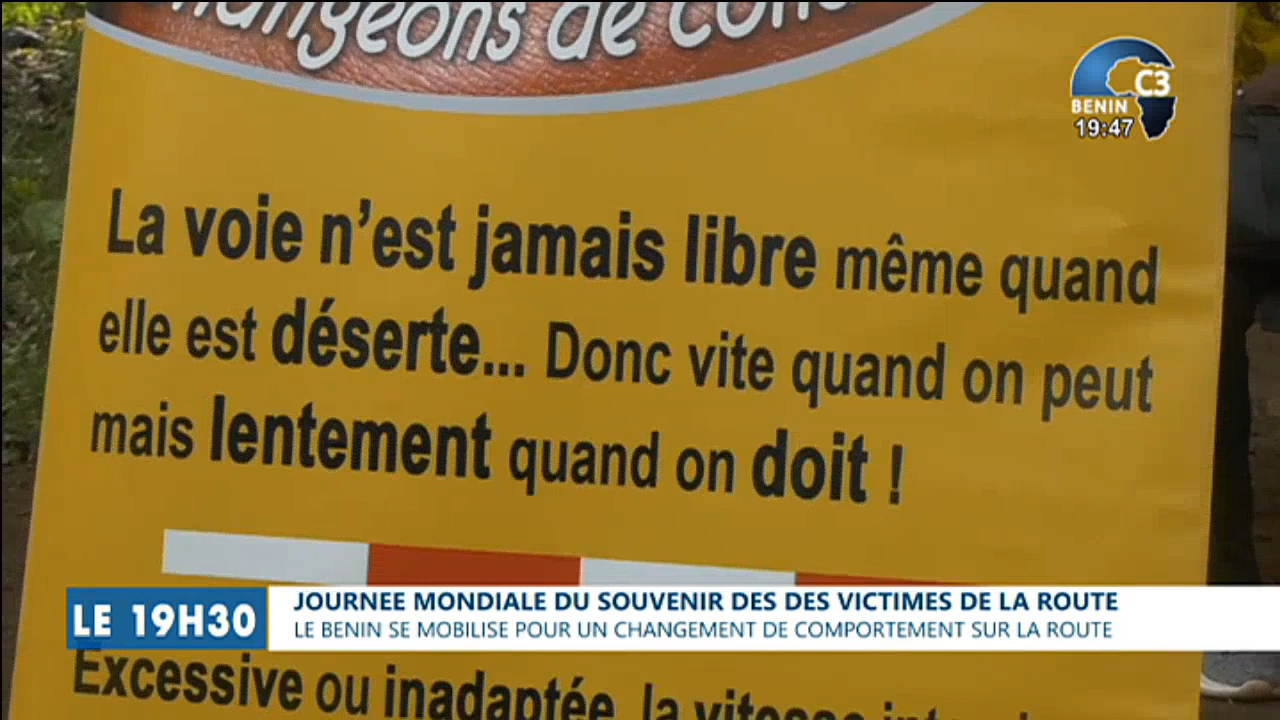 de
C3
BENIN
19:47
La voie n'est jamais libre même quand
elle est déserte... Donc vite quand on peut
mais lentement quand on doit !
LE 19H30
JOURNEE MONDIALE DU SOUVENIR DES DES VICTIMES DE LA ROUTE
LE BENIN SE MOBILISE POUR UN CHANGEMENT DE COMPORTEMENT SUR LA ROUTE
Excessive ou inadaptée, la vitesse